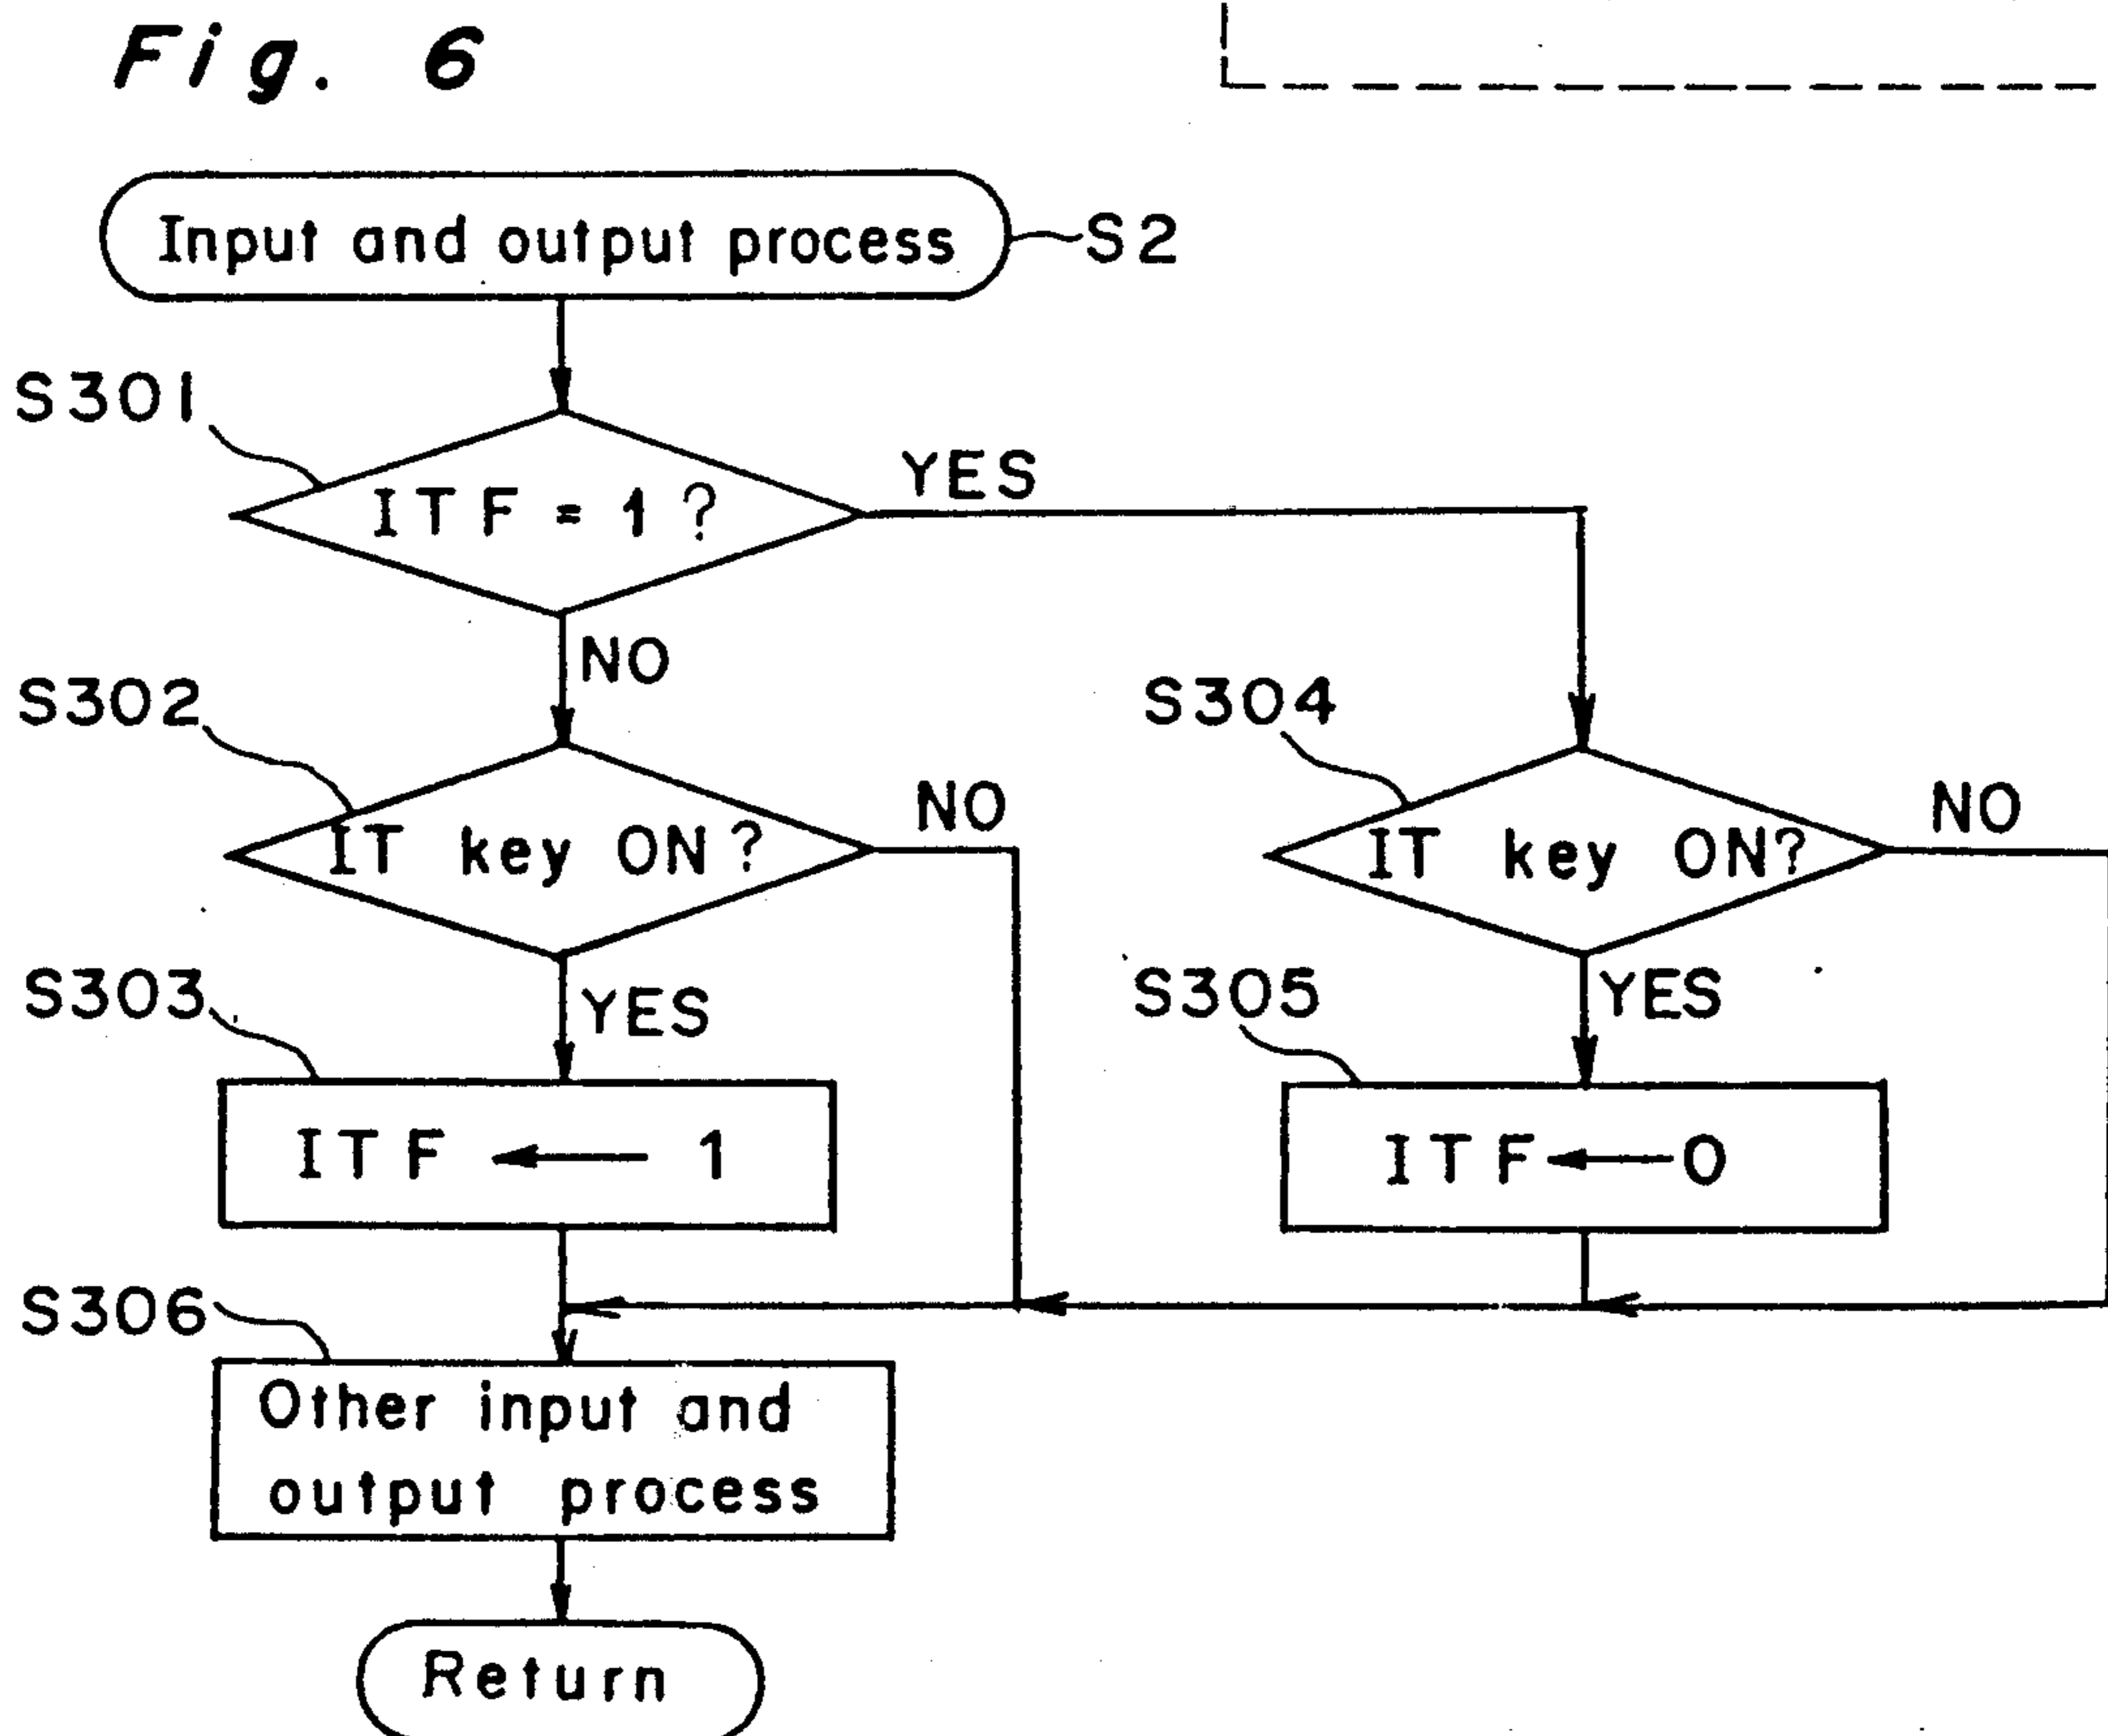 Fig. 6
Input and output process
S2
S301
ITF = 1 ?
YES
NO
S302
IT key ON ?
NO
S304
IT key ON?
NO
S303
YES
S305
YES
ITF ← 1
ITF ← 0
S306
Other input and
output process
Return